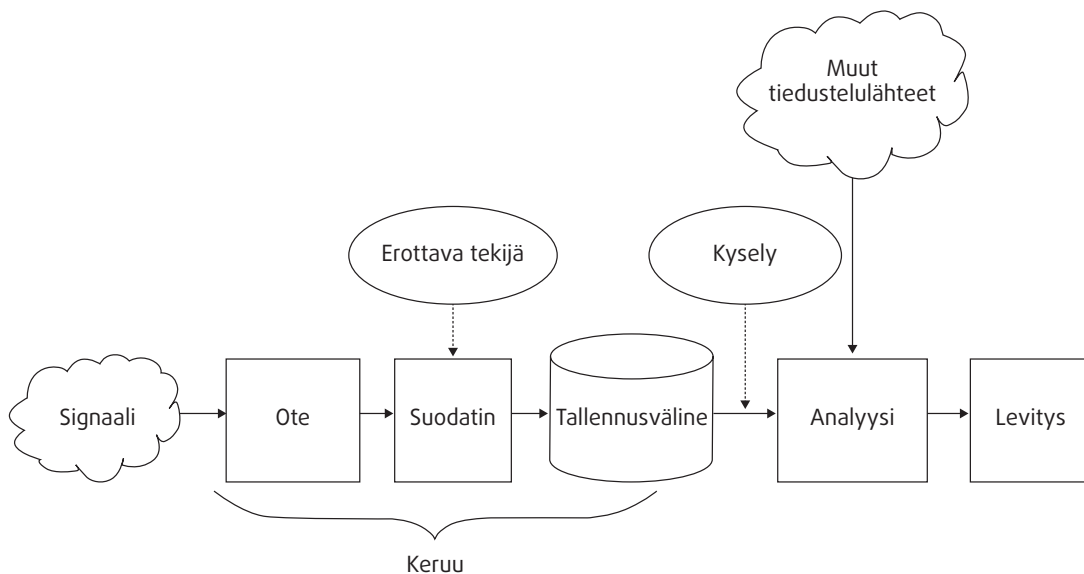 Muut
tiedustelulähteet
Erottava tekijä
Kysely
Signaali
Ote
Suodatin
Tallennusväline
Analyysi
Levitys
Keruu